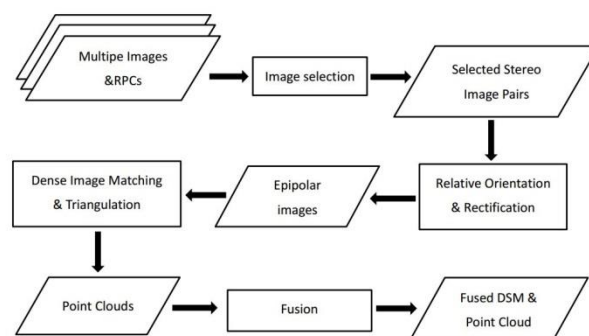 Multipe Images
&RPCs
Image selection
Selected Stereo
Image Pairs
Relative Orientation
& Rectification
Epipolar
images
Dense Image Matching
& Triangulation
Point Clouds
Fusion
Fused DSM &
Point Cloud